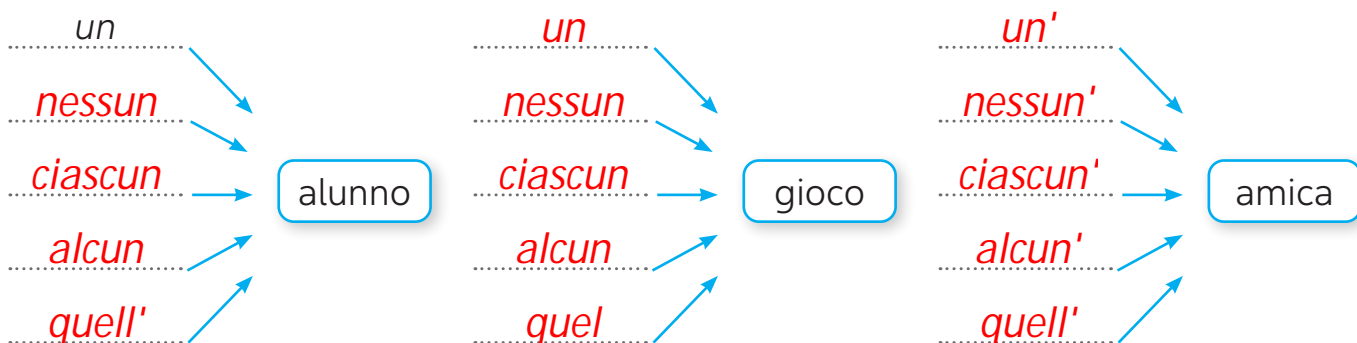 un
nessun
ciascun
alcun
quell'
alunno
un
nessun
ciascun
alcun
quel
gioco
un'
nessun'
ciascun'
alcun'
quell'
amica